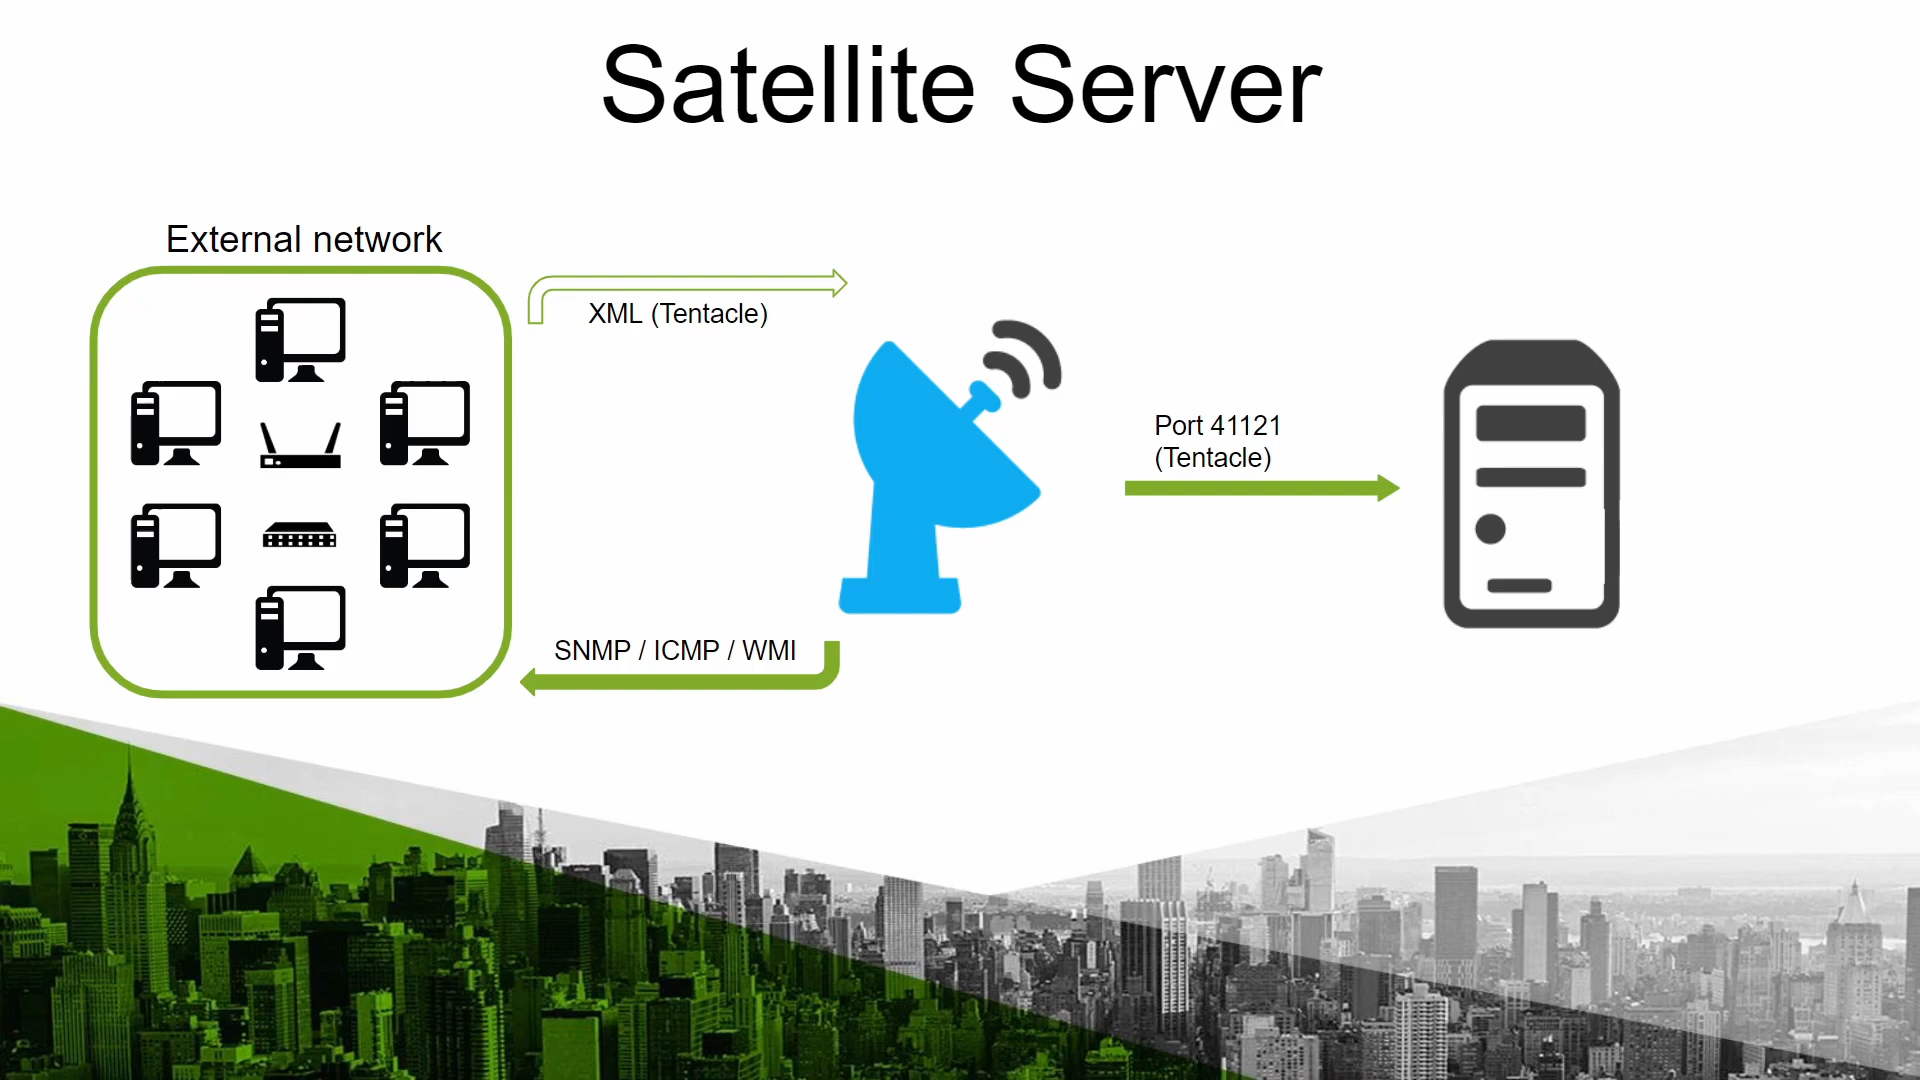 Satellite Server
External network
XML (Tentacle)
Port 41121
(Tentacle)
SNMP / ICMP / WMI